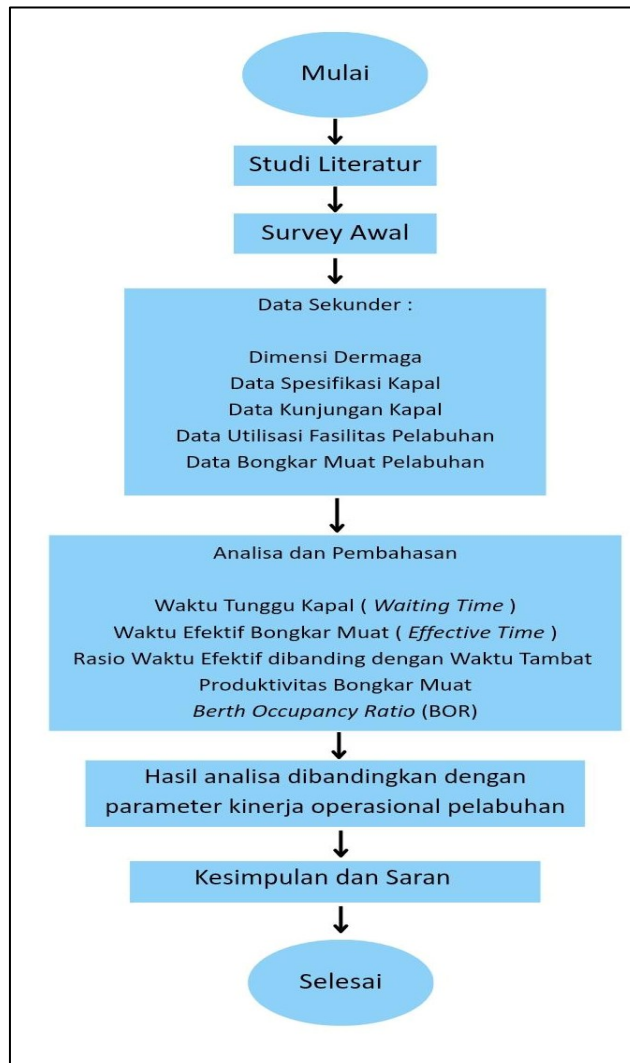 Mulai
Studi Literatur
Survey Awal
Data Sekunder :
Dimensi Dermaga
Data Spesifikasi Kapal
Data Kunjungan Kapal
Data Utilisasi Fasilitas Pelabuhan
Data Bongkar Muat Pelabuhan
Analisa dan Pembahasan
Waktu Tunggu Kapal ( Waiting Time )
Waktu Efektif Bongkar Muat ( Effective Time )
Rasio Waktu Efektif dibanding dengan Waktu Tambat
Produktivitas Bongkar Muat
Berth Occupancy Ratio (BOR)
Hasil analisa dibandingkan dengan
parameter kinerja operasional pelabuhan
Kesimpulan dan Saran
Selesai